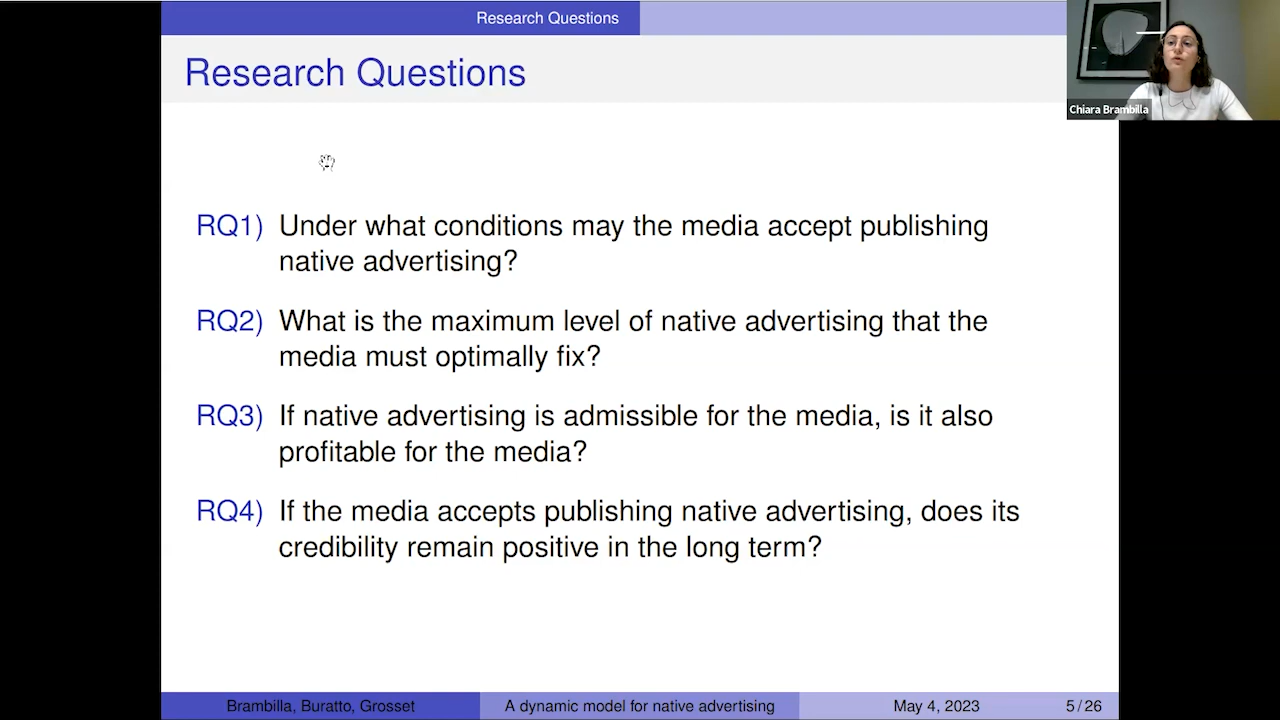 Research Questions
Research Questions
Chiara Brambilla
RQ1) Under what conditions may the media accept publishing
native advertising?
RQ2) What is the maximum level of native advertising that the
media must optimally fix?
RQ3) If native advertising is admissible for the media, is it also
profitable for the media?
RQ4) If the media accepts publishing native advertising, does its
credibility remain positive in the long term?
Brambilla, Buratto, Grosset A dynamic model for native advertising May 4, 2023 5 / 26